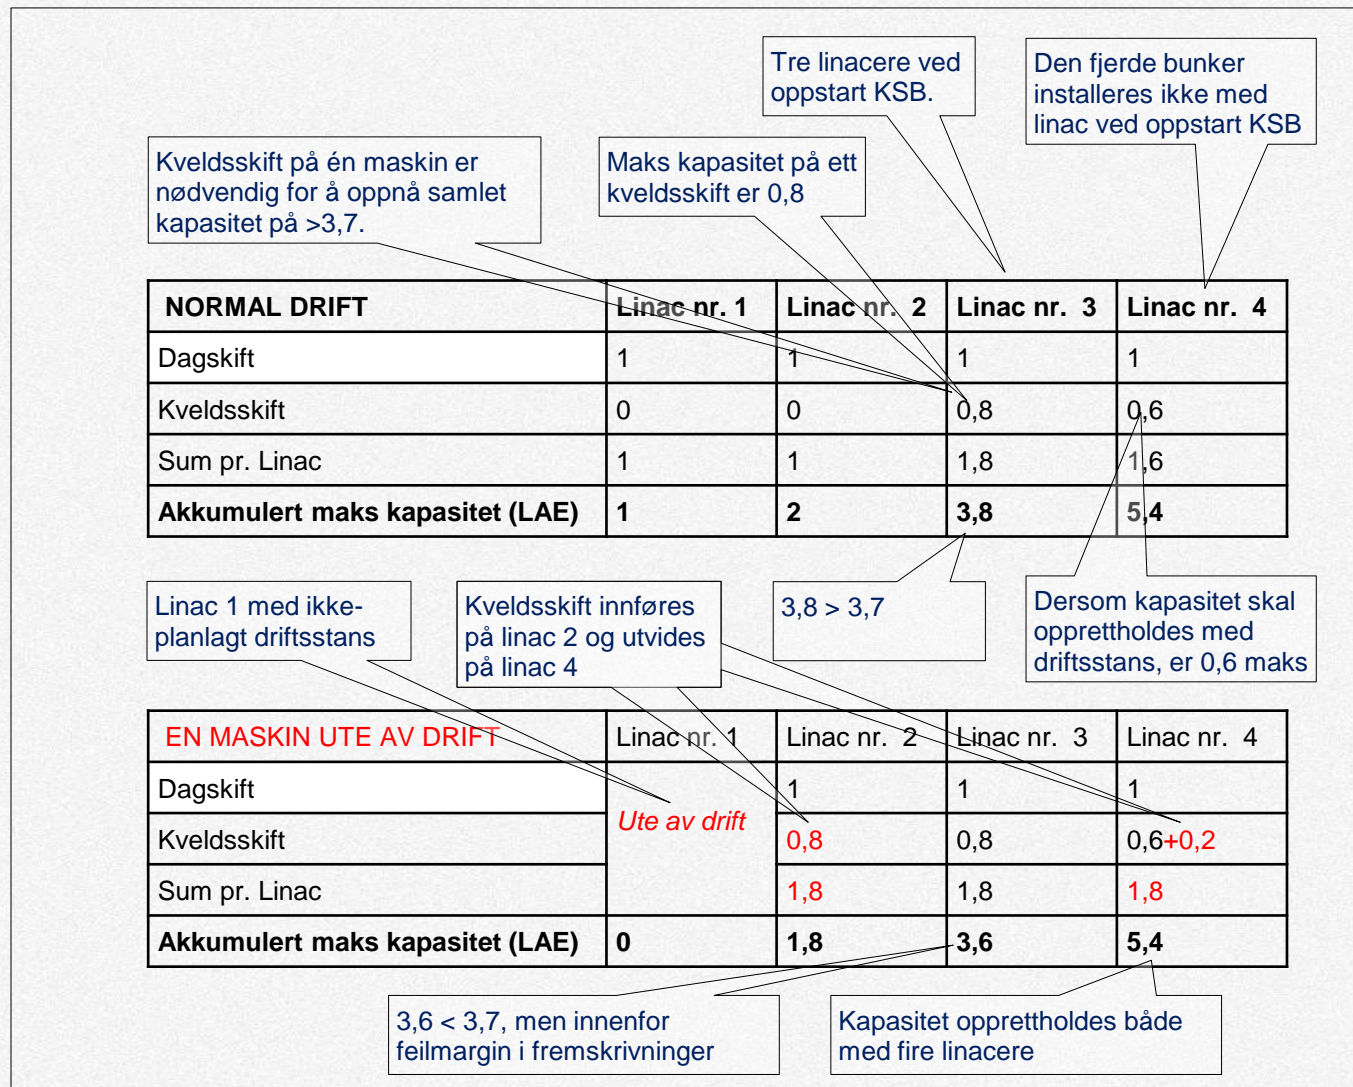 Tre linacere ved
oppstart KSB.
Den fjerde bunker
installeres ikke med
linac ved oppstart KSB
Kveldsskift på én maskin er
nødvendig for å oppnå samlet
kapasitet på >3,7.
Maks kapasitet på ett
kveldsskift er 0,8
NORMAL DRIFT Linac nr. 1 Linac nr. 2 Linac nr. 3 Linac nr. 4
Dagskift 1 1 1 1
Kveldsskift 0 0 0,8 0,6
Sum pr. Linac 1 1 1,8 1,6
Akkumulert maks kapasitet (LAE) 1 2 3,8 5,4
Linac 1 med ikke-
planlagt driftsstans
Kveldsskift innføres
på linac 2 og utvides
på linac 4
3,8 > 3,7
Dersom kapasitet skal
opprettholdes med
driftsstans, er 0,6 maks
EN MASKIN UTE AV DRIFT Linac nr. 1 Linac nr. 2 Linac nr. 3 Linac nr. 4
Dagskift 1 1 1
Ute av drift
Kveldsskift 0,8 0,8 0,6+0,2
Sum pr. Linac 1,8 1,8 1,8
Akkumulert maks kapasitet (LAE) 0 1,8 3,6 5,4
3,6 < 3,7, men innenfor
feilmargin i fremskrivninger
Kapasitet opprettholdes både
med fire linacere